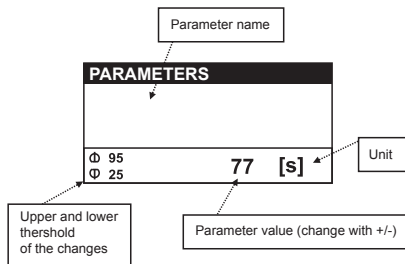 Parameter name
PARAMETERS
95
25
77 [s]
Unit
Upper and lower
thershold
of the changes
Parameter value (change with +/-)